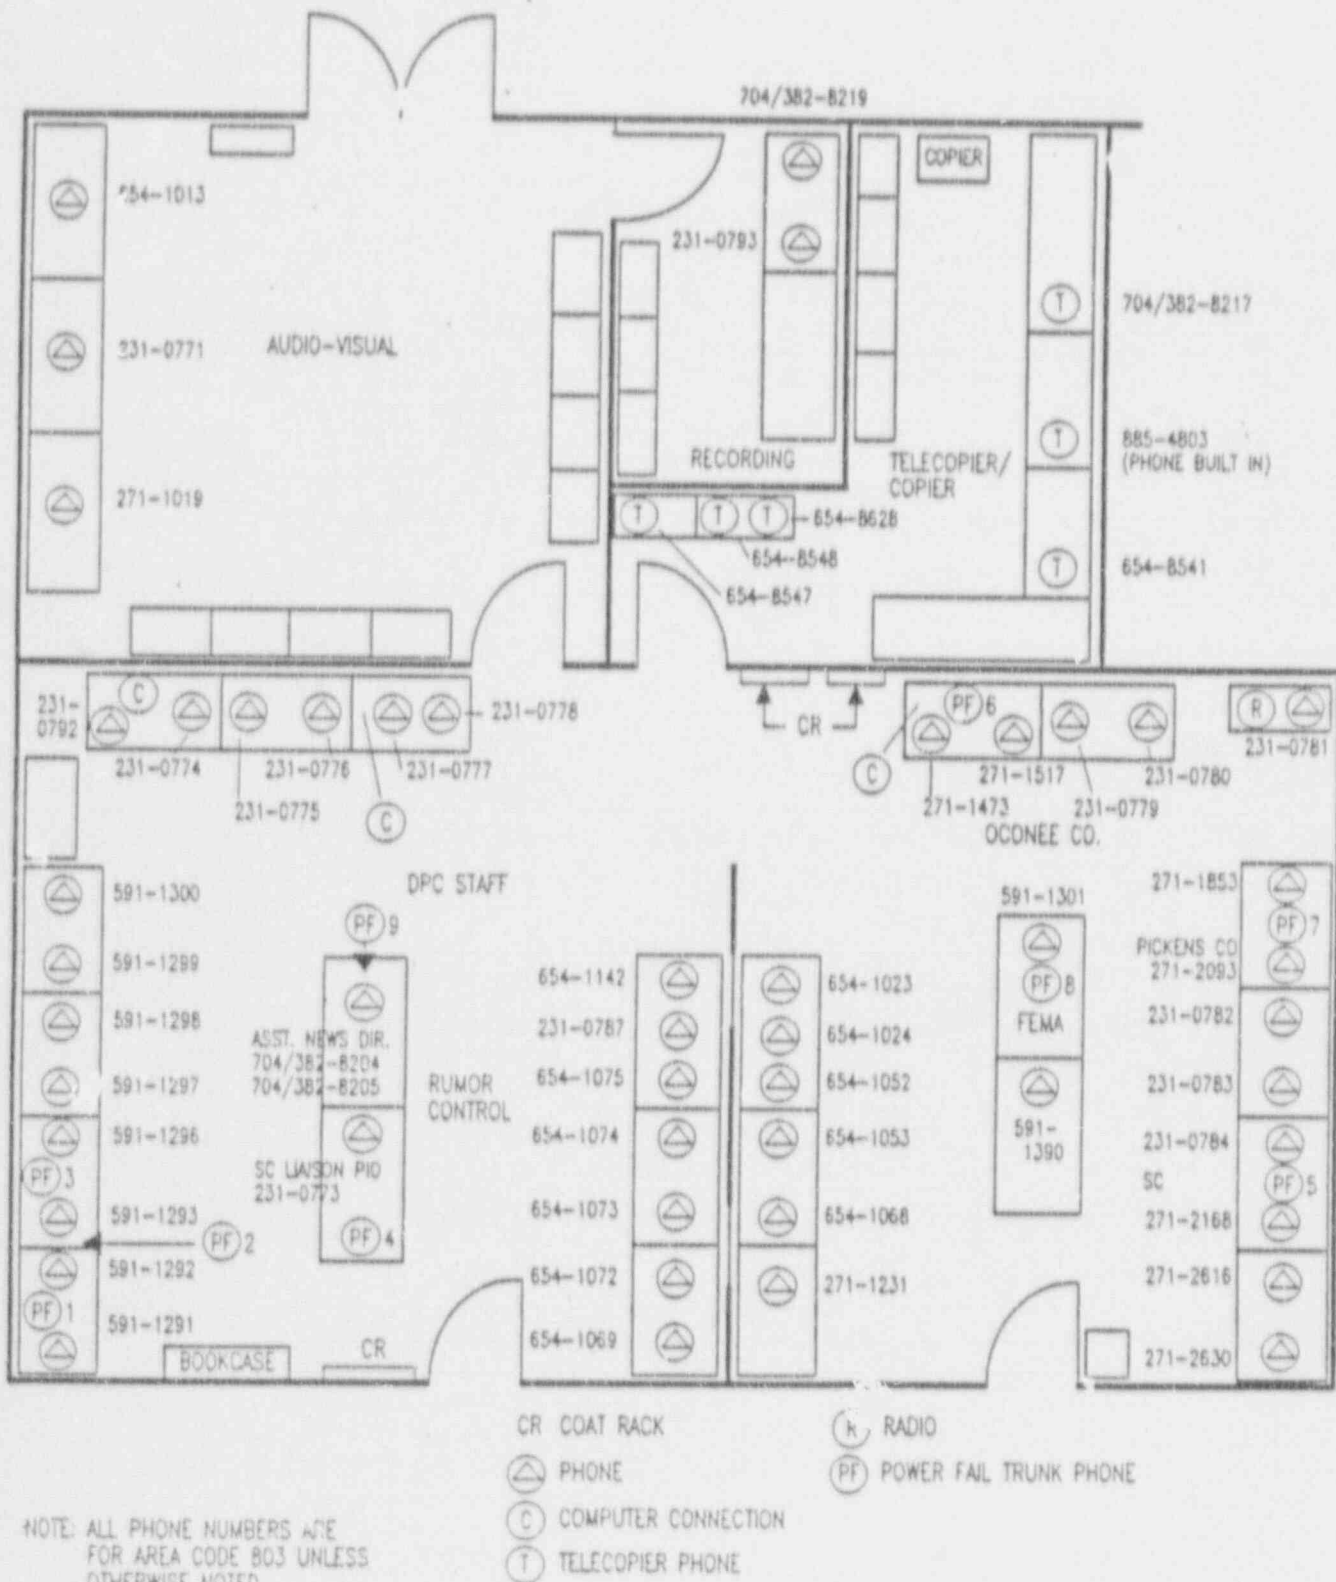 704/382-8219
COPIER
654-1013
231-0793
704/382-8217
231-0771
AUDIO-VISUAL
T
885-4803
(PHONE BUILT IN)
T
RECORDING
TELECOPIER/
COPIER
271-1019
T T T
654-8628
654-8548
654-8547
T
654-8541
231-
0792
C
231-0778
231-0774
231-0776
231-0777
231-0775
C
CR
PF 6
C
271-1517
231-0780
271-1473
231-0779
OCONEE CO.
R
231-0781
DPC STAFF
591-1300
591-1299
591-1298
591-1297
591-1296
PF 3
591-1293
PF 2
591-1292
PF 1
591-1291
BOOKCASE
CR
PF 9
ASST. NEWS DIR.
704/382-8204
704/382-8205
SC LIAISON PIO
231-0773
PF 4
RUMOR
CONTROL
654-1142
231-0787
654-1075
654-1074
654-1073
654-1072
654-1069
654-1023
654-1024
654-1052
654-1053
654-1068
271-1231
591-1301
PF 8
FEMA
591-
1390
271-1853
PF 7
PICKENS CO
271-2093
231-0782
231-0783
231-0784
SC
PF 5
271-2168
271-2616
271-2630
CR COAT RACK
PHONE
C COMPUTER CONNECTION
T TELECOPIER PHONE
R RADIO
PF POWER FAIL TRUNK PHONE
NOTE: ALL PHONE NUMBERS ARE
FOR AREA CODE 803 UNLESS
OTHERWISE NOTED